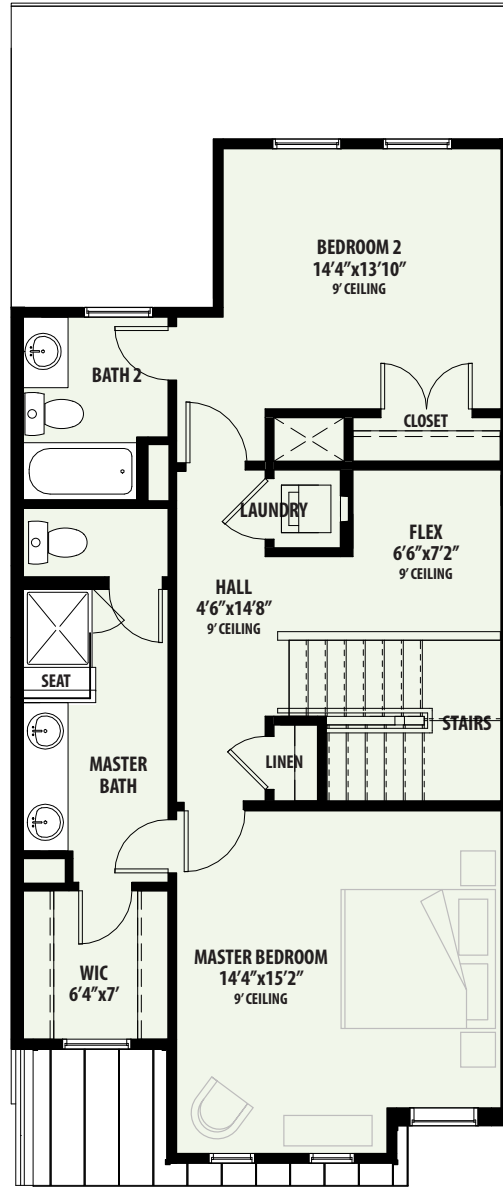 BEDROOM 2
14’4”x13’10”
9’ CEILING
BATH 2
CLOSET
LAUNDRY
FLEX
6’6”x7’2”
9’ CEILING
HALL
4’6”x14’8”
9’ CEILING
SEAT
STAIRS
MASTER
BATH
LINEN
MASTER BEDROOM
14’4”x15’2”
9’ CEILING
WIC
6’4”x7’